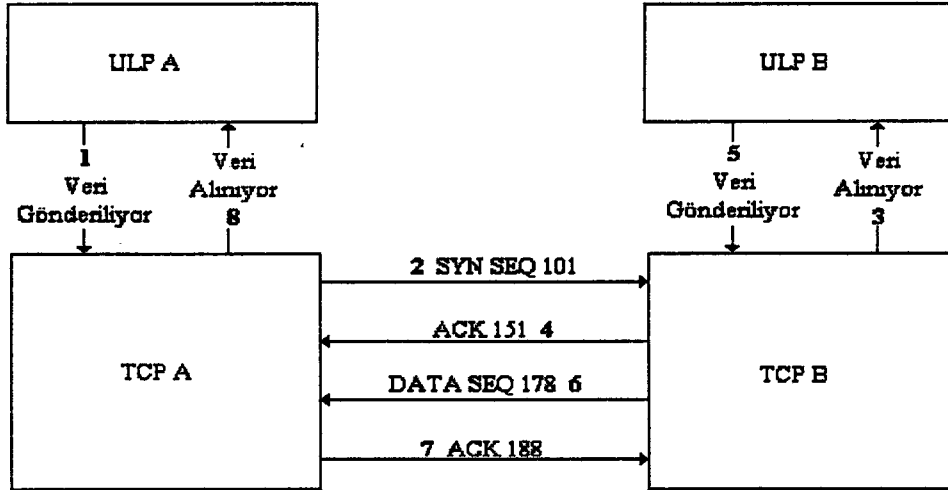 ULP A
ULP B
1
Veri
Gönderiliyor
Veri
Alınıyor
8
5
Veri
Gönderiliyor
Veri
Alınıyor
3
2 SYN SEQ 101
ACK 151 4
DATA SEQ 178 6
7 ACK 188
TCP A
TCP B